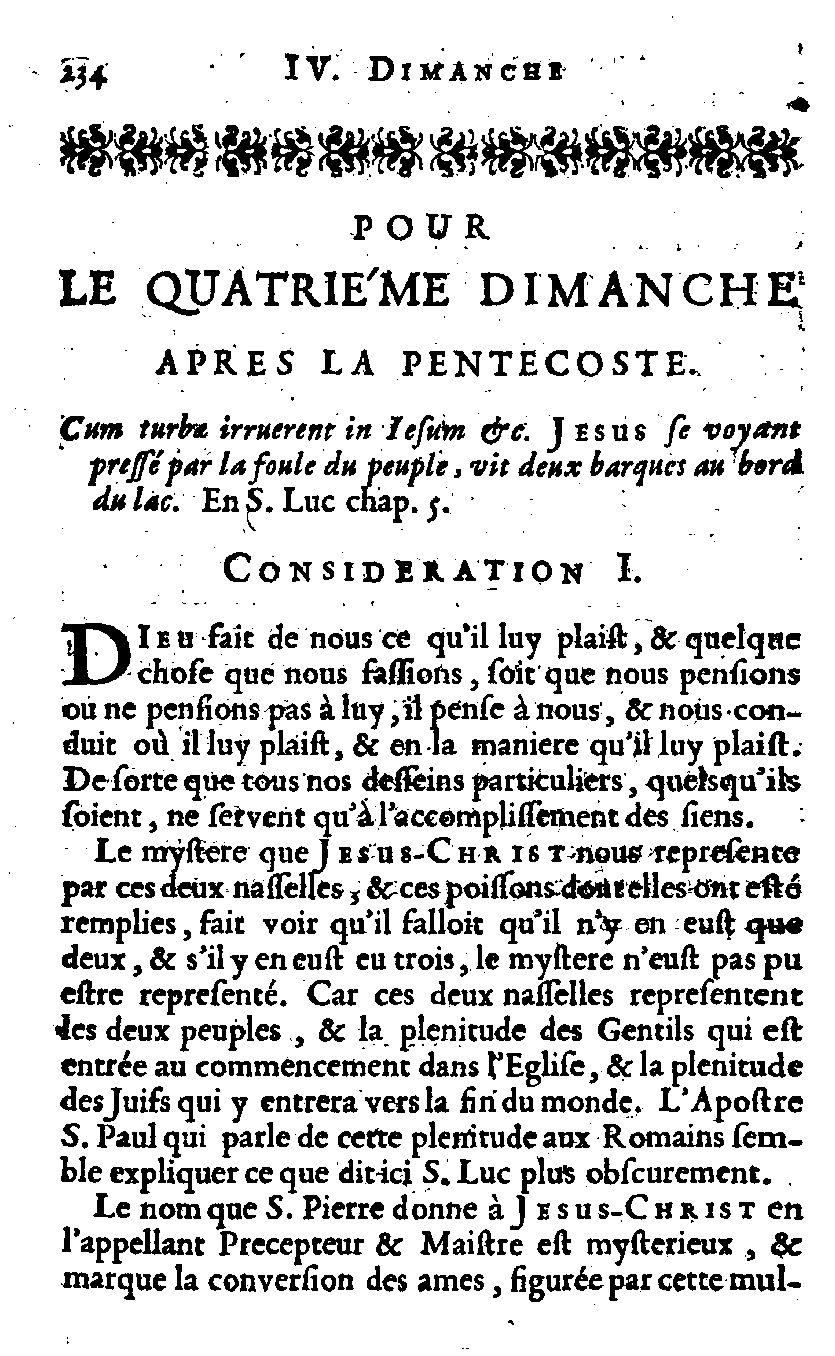 234 IV. DIMANCHE
POUR
LE QUATRIE'ME DIMANCHE
APRES LA PENTECOSTE.
Cum turbæ irruerent in Ieſum &c. JESUS ſe voyant
preſſé par la foule du peuple, vit deux barques au bord
du lac. En S. Luc chap. 5.
CONSIDERATION I.
DIEU fait de nous ce qu'il luy plaiſt, & quelque
choſe que nous faſſions, ſoit que nous penſions
ou ne penſions pas à luy, il penſe à nous, & nous con-
duit où il luy plaiſt, & en la maniere qu'il luy plaiſt.
De ſorte que tous nos deſſeins particuliers, quelsqu'ils
ſoient, ne ſervent qu'à l'accompliſſement des ſiens.
Le myſtere que JESUS-CHRIST nous repreſente
par ces deux naſſelles, & ces poiſſons dont elles ont eſté
remplies, fait voir qu'il falloit qu'il n'y en euſt que
deux, & s'il y en euſt eu trois, le myſtere n'euſt pas pu
eſtre repreſenté. Car ces deux naſſelles repreſentent
les deux peuples, & la plenitude des Gentils qui eſt
entrée au commencement dans l'Egliſe, & la plenitude
des Juifs qui y entrera vers la fin du monde. L'Apoſtre
S. Paul qui parle de cette plenitude aux Romains ſem-
ble expliquer ce que dit ici S. Luc plus obſcurement.
Le nom que S. Pierre donne à JESUS-CHRIST en
l'appellant Precepteur & Maiſtre eſt myſterieux, &
marque la converſion des ames, figurée par cette mul-